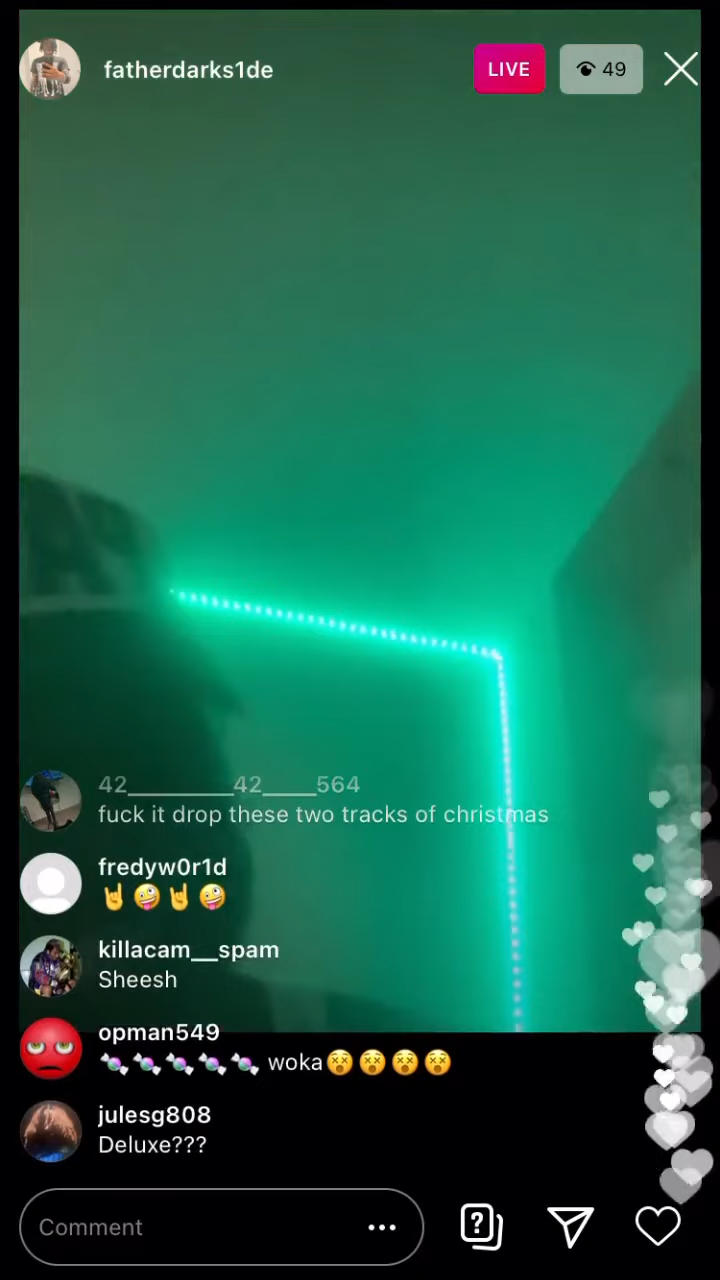 fatherdarks1de
LIVE
49
42__________42____564
fuck it drop these two tracks of christmas
fredyw0r1d
🤘🤪🤘🤪
killacam__spam
Sheesh
opman549
🍬🍬🍬🍬🍬 woka😵😵😵😵
julesg808
Deluxe???
Comment
?